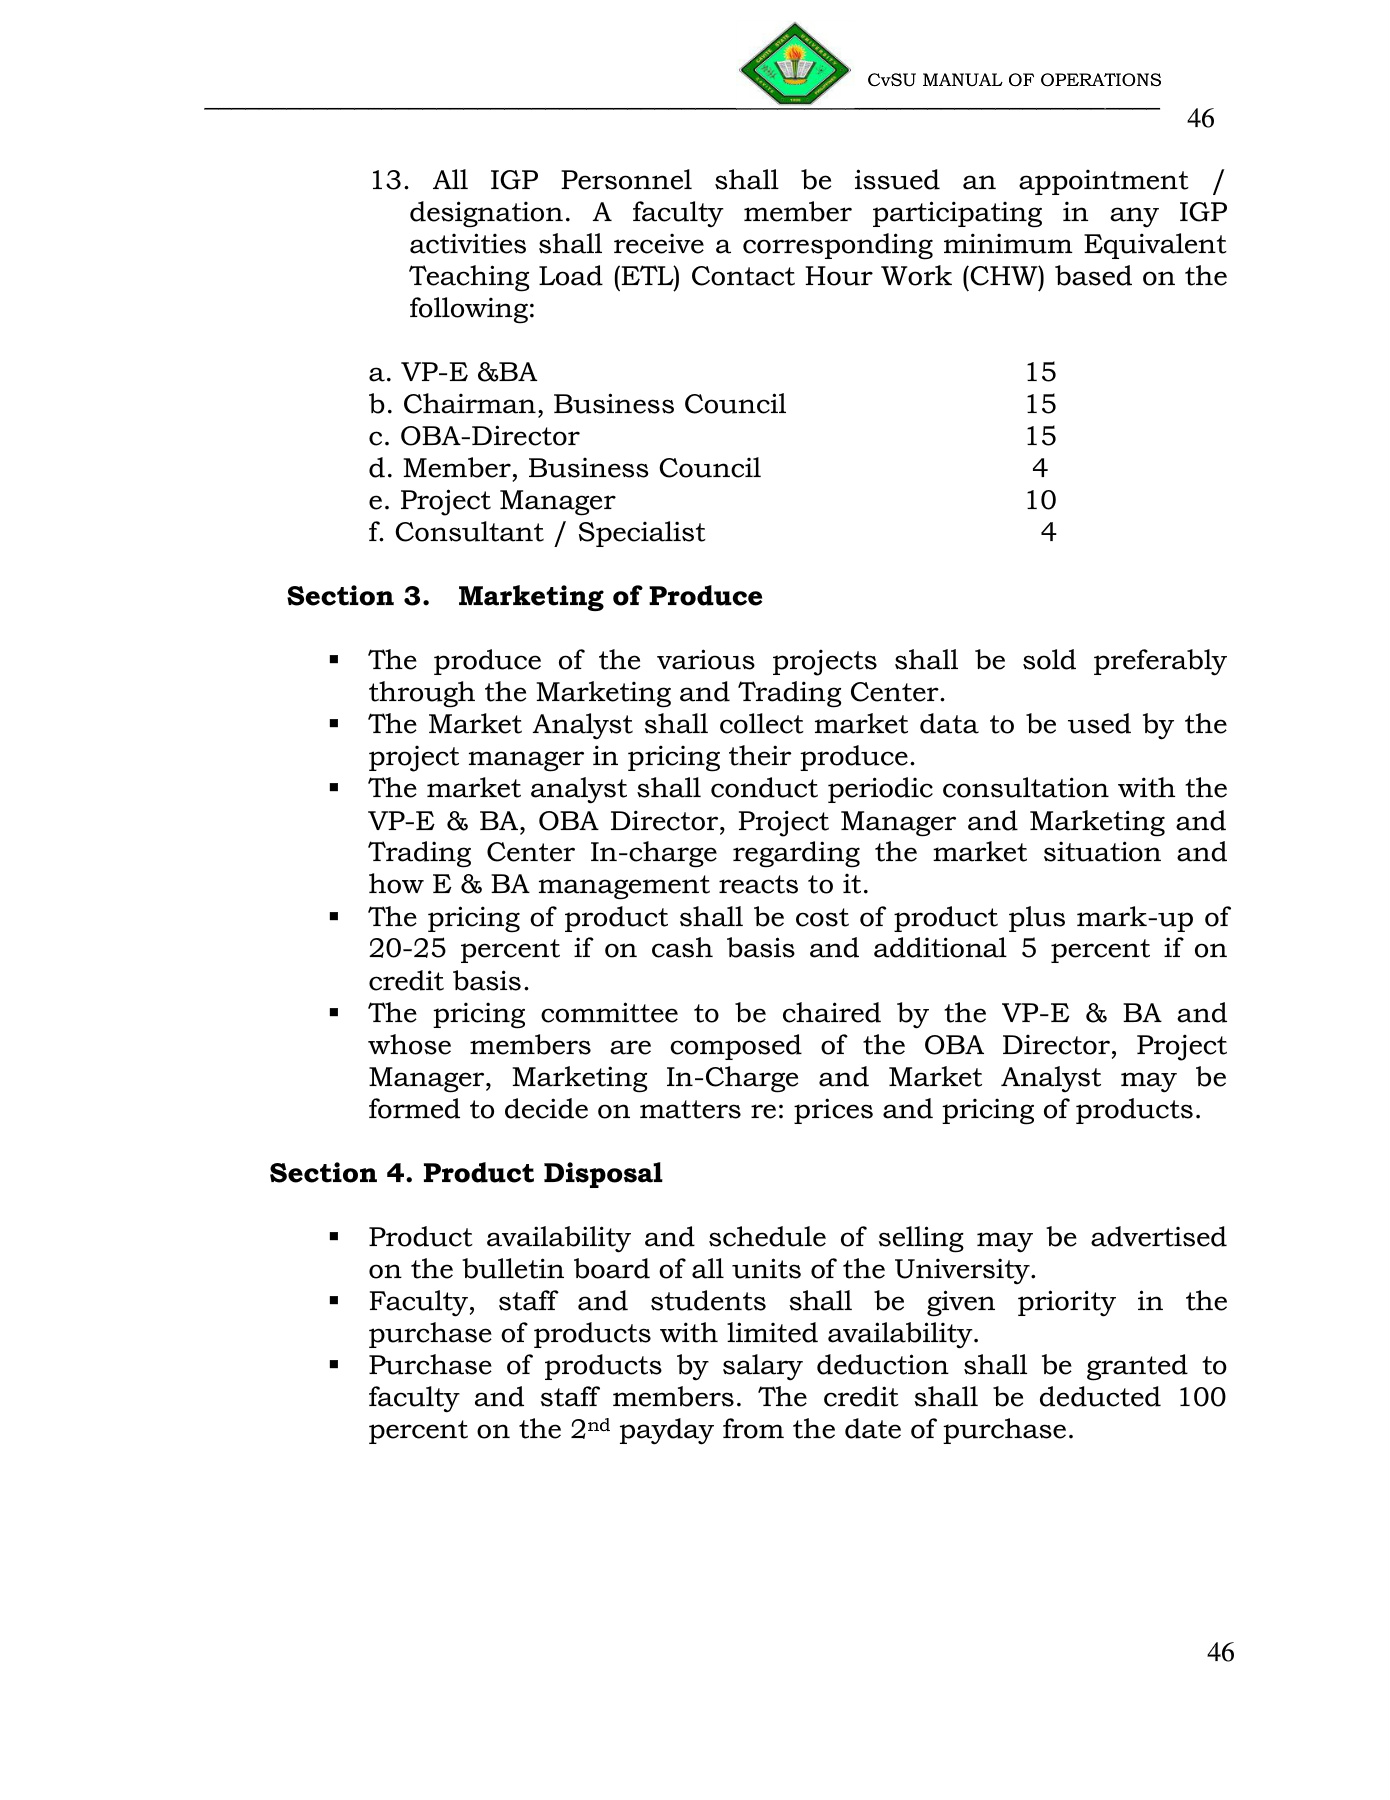 CvSU MANUAL OF OPERATIONS
46
13. All IGP Personnel shall be issued an appointment /
designation. A faculty member participating in any IGP
activities shall receive a corresponding minimum Equivalent
Teaching Load (ETL) Contact Hour Work (CHW) based on the
following:
a. VP-E &BA 15
b. Chairman, Business Council 15
c. OBA-Director 15
d. Member, Business Council 4
e. Project Manager 10
f. Consultant / Specialist 4
Section 3. Marketing of Produce
▪ The produce of the various projects shall be sold preferably
through the Marketing and Trading Center.
▪ The Market Analyst shall collect market data to be used by the
project manager in pricing their produce.
▪ The market analyst shall conduct periodic consultation with the
VP-E & BA, OBA Director, Project Manager and Marketing and
Trading Center In-charge regarding the market situation and
how E & BA management reacts to it.
▪ The pricing of product shall be cost of product plus mark-up of
20-25 percent if on cash basis and additional 5 percent if on
credit basis.
▪ The pricing committee to be chaired by the VP-E & BA and
whose members are composed of the OBA Director, Project
Manager, Marketing In-Charge and Market Analyst may be
formed to decide on matters re: prices and pricing of products.
Section 4. Product Disposal
▪ Product availability and schedule of selling may be advertised
on the bulletin board of all units of the University.
▪ Faculty, staff and students shall be given priority in the
purchase of products with limited availability.
▪ Purchase of products by salary deduction shall be granted to
faculty and staff members. The credit shall be deducted 100
percent on the 2nd payday from the date of purchase.
46